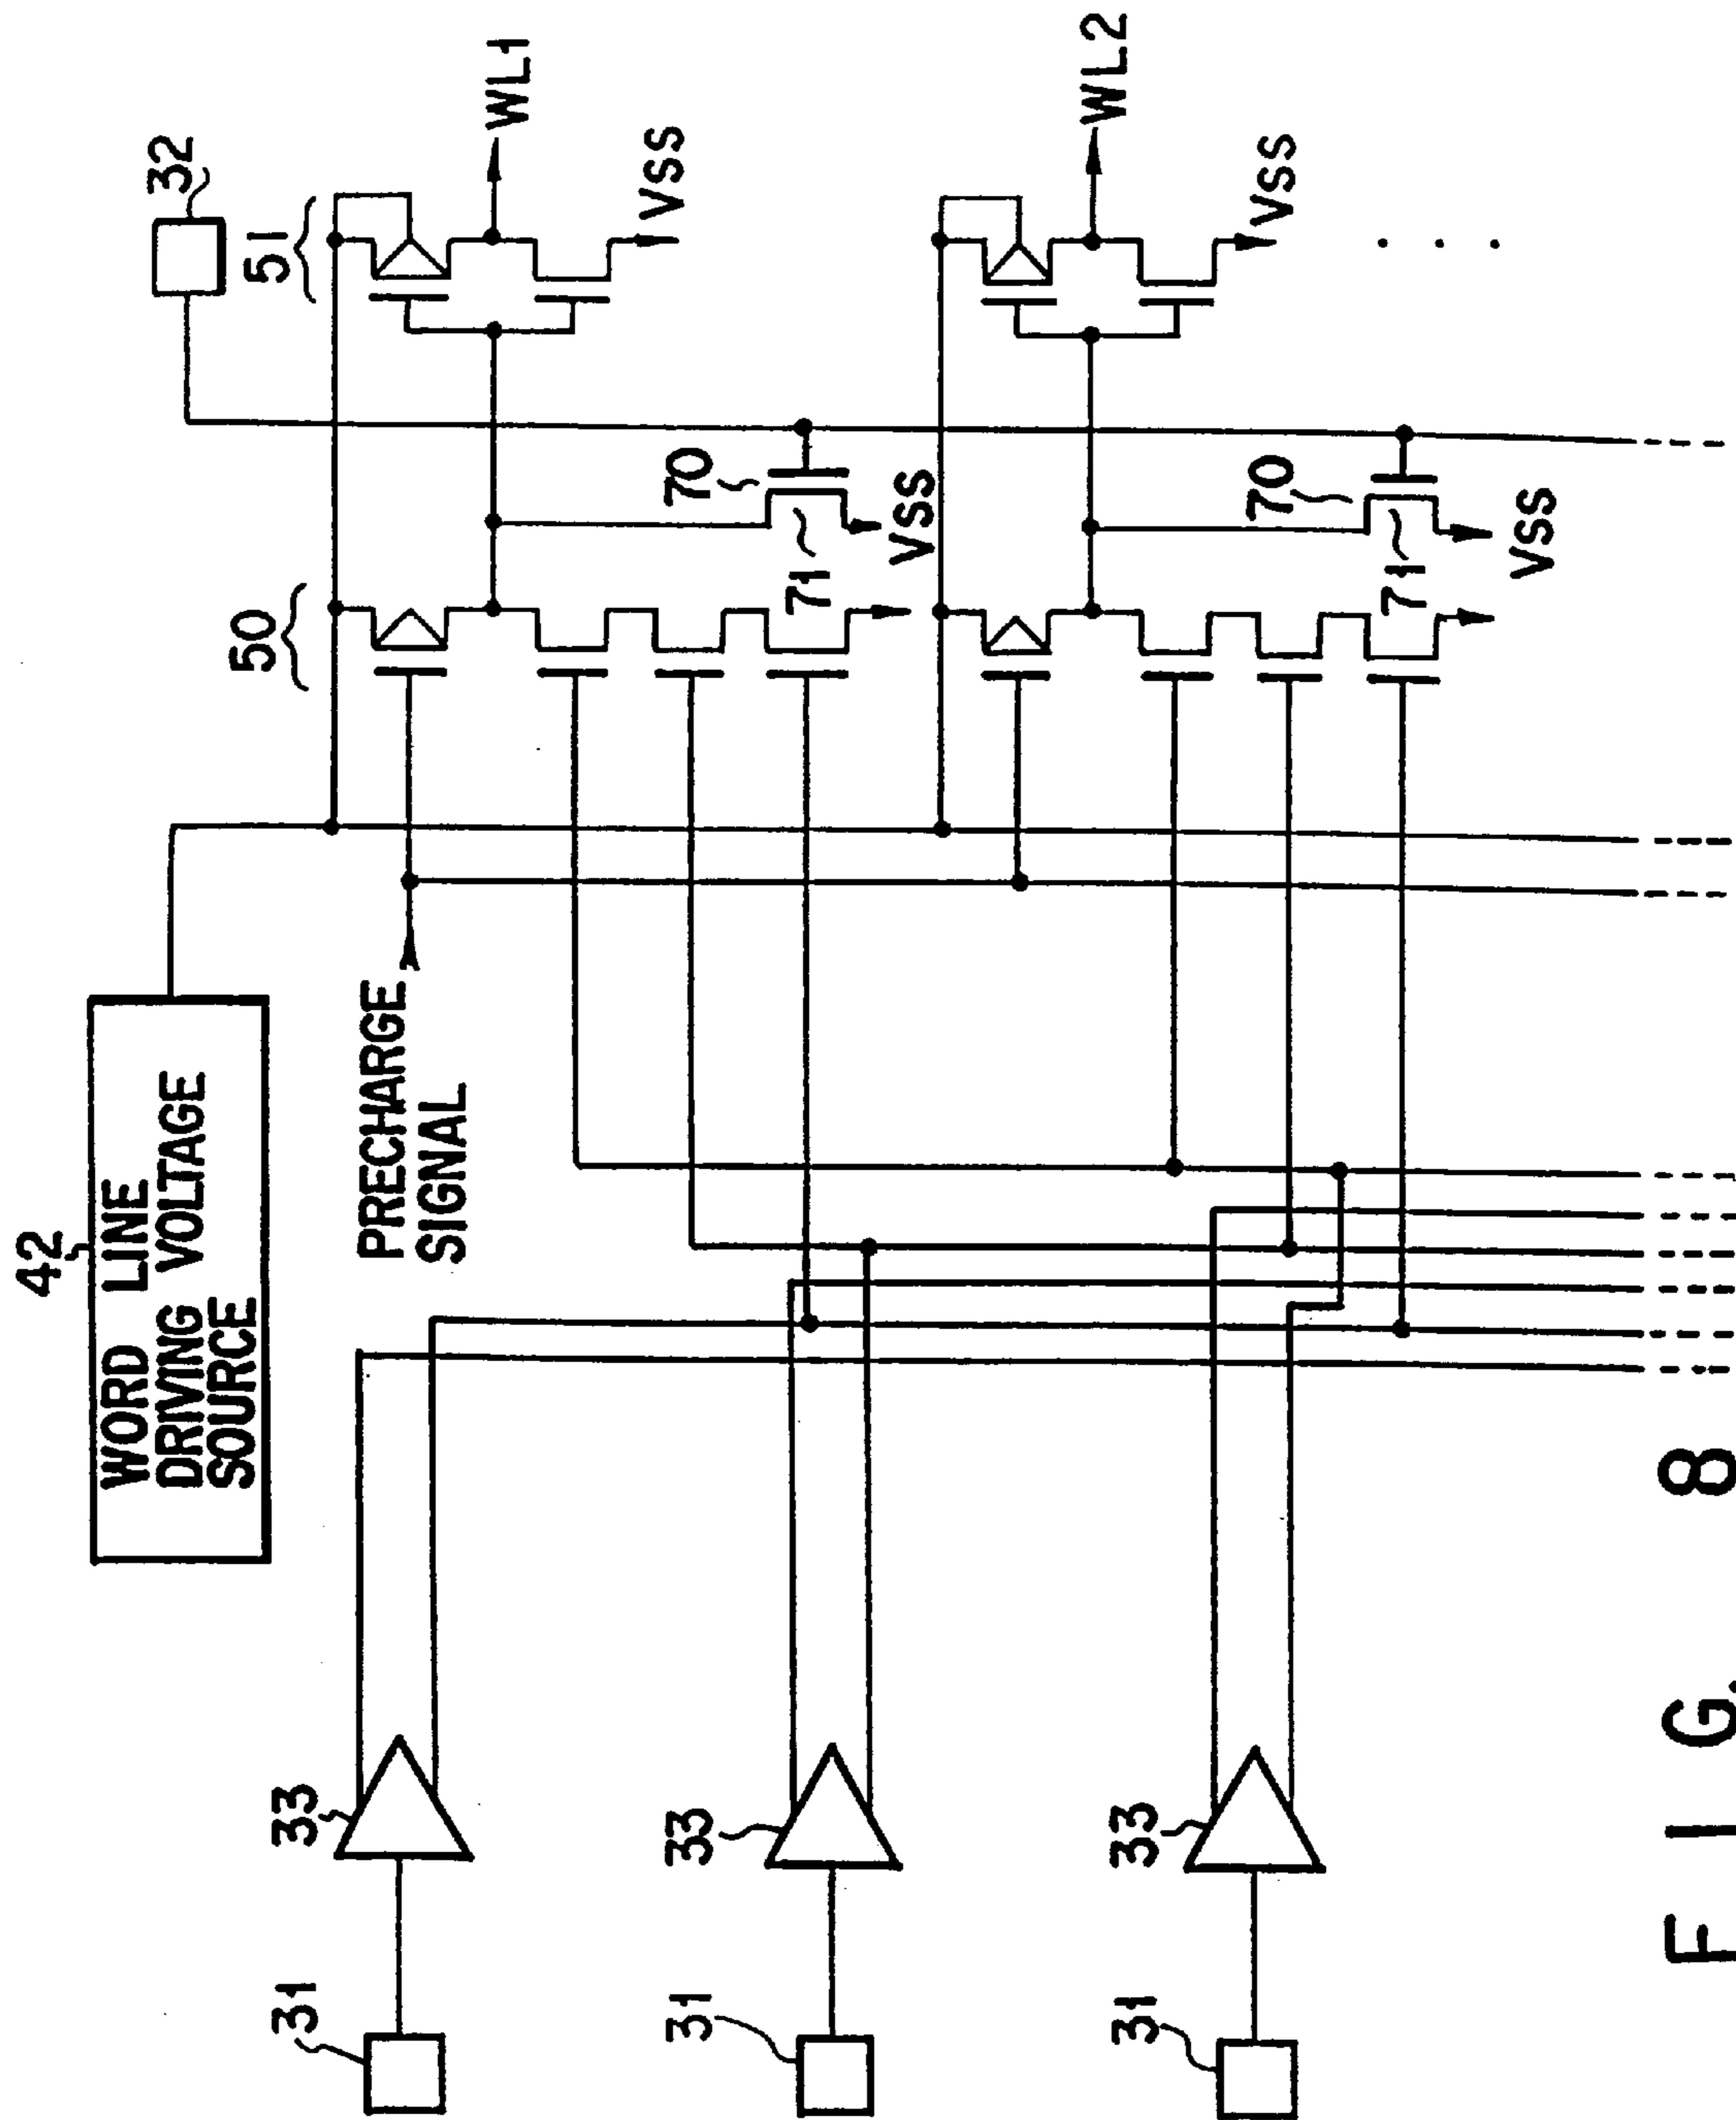 42
WORD LINE
DRIVING VOLTAGE
SOURCE
32
51
50
PRECHARGE
SIGNAL
WL1
VSS
33
31
70
71
VSS
33
31
WL2
VSS
70
71
VSS
33
31
FIG. 8